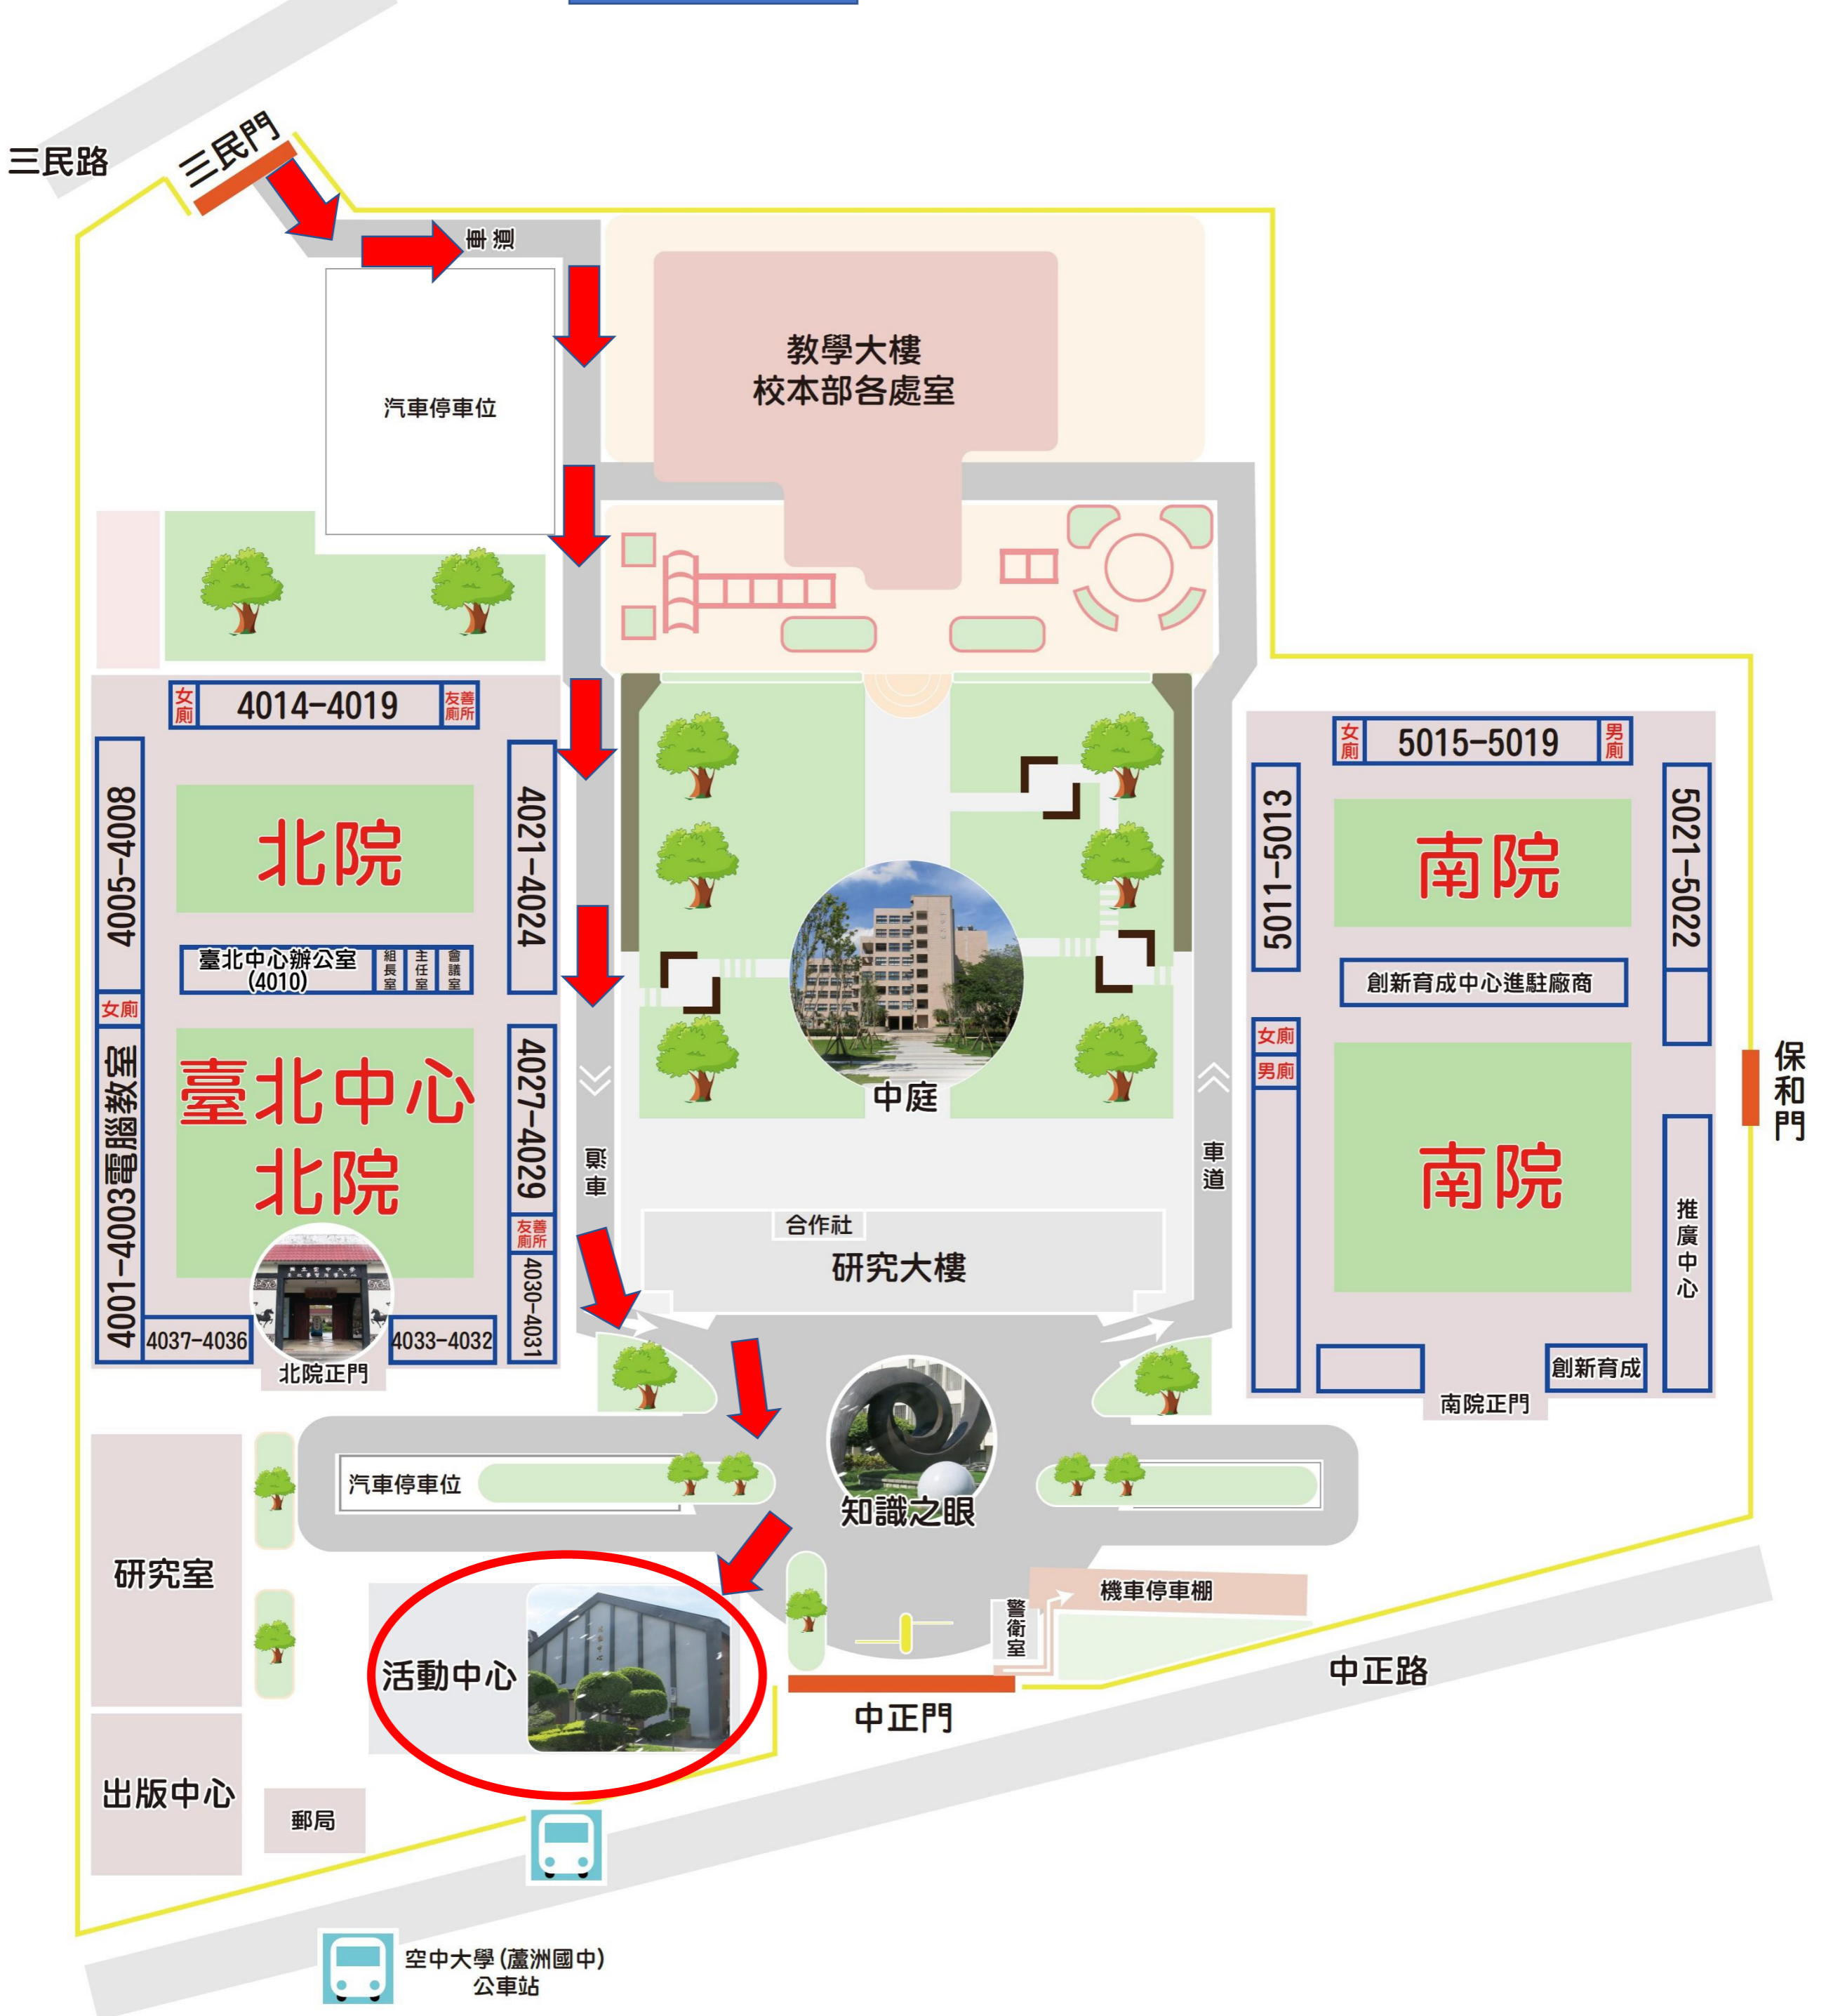 三民路
三民門
車道
教學大樓
校本部各處室
汽車停車位
女廁
4014-4019
友善廁所
女廁
5015-5019
男廁
4005-4008
北院
4021-4024
5011-5013
南院
5021-5022
臺北中心辦公室
(4010)
組長室
主任室
會議室
創新育成中心進駐廠商
女廁
女廁
男廁
4001-4003電腦教室
臺北中心
北院
4027-4029
中庭
保和門
車道
車道
南院
推廣中心
友善廁所
合作社
研究大樓
4030-4031
4037-4036
4033-4032
北院正門
創新育成
南院正門
汽車停車位
知識之眼
研究室
機車停車棚
警衛室
活動中心
中正路
中正門
出版中心
郵局
空中大學(蘆洲國中)
公車站